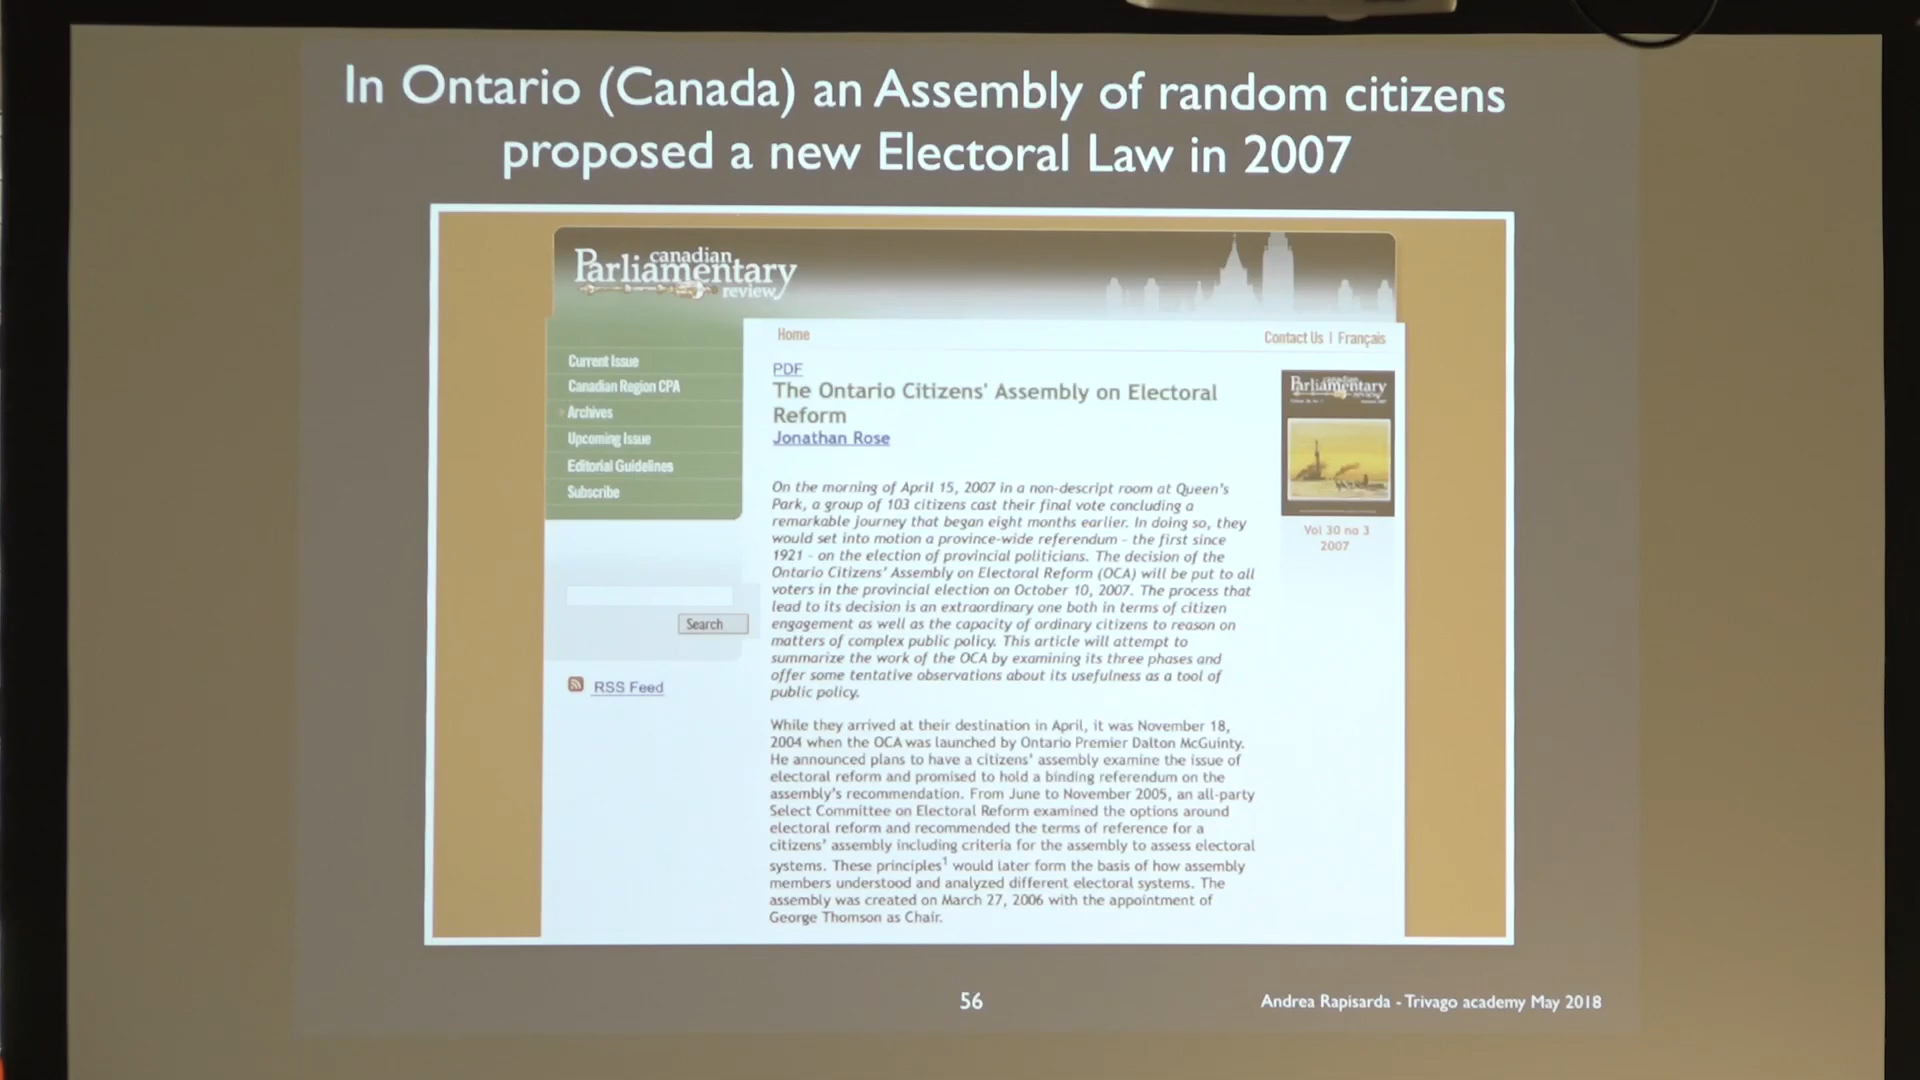 In Ontario (Canada) an Assembly of random citizens
proposed a new Electoral Law in 2007
canadian
Parliamentary
review
Home
Contact Us | Français
Current Issue
Canadian Region CPA
Archives
Upcoming Issue
Editorial Guidelines
Subscribe
Search
RSS Feed
PDF
The Ontario Citizens' Assembly on Electoral
Reform
Jonathan Rose
On the morning of April 15, 2007 in a non-descript room at Queen's
Park, a group of 103 citizens cast their final vote concluding a
remarkable journey that began eight months earlier. In doing so, they
would set into motion a province-wide referendum - the first since
1921 - on the election of provincial politicians. The decision of the
Ontario Citizens' Assembly on Electoral Reform (OCA) will be put to all
voters in the provincial election on October 10, 2007. The process that
lead to its decision is an extraordinary one both in terms of citizen
engagement as well as the capacity of ordinary citizens to reason on
matters of complex public policy. This article will attempt to
summarize the work of the OCA by examining its three phases and
offer some tentative observations about its usefulness as a tool of
public policy.
While they arrived at their destination in April, it was November 18,
2004 when the OCA was launched by Ontario Premier Dalton McGuinty.
He announced plans to have a citizens' assembly examine the issue of
electoral reform and promised to hold a binding referendum on the
assembly's recommendation. From June to November 2005, an all-party
Select Committee on Electoral Reform examined the options around
electoral reform and recommended the terms of reference for a
citizens' assembly including criteria for the assembly to assess electoral
systems. These principles1 would later form the basis of how assembly
members understood and analyzed different electoral systems. The
assembly was created on March 27, 2006 with the appointment of
George Thomson as Chair.
Parliamentary
Vol 30 no 3
2007
56
Andrea Rapisarda - Trivago academy May 2018